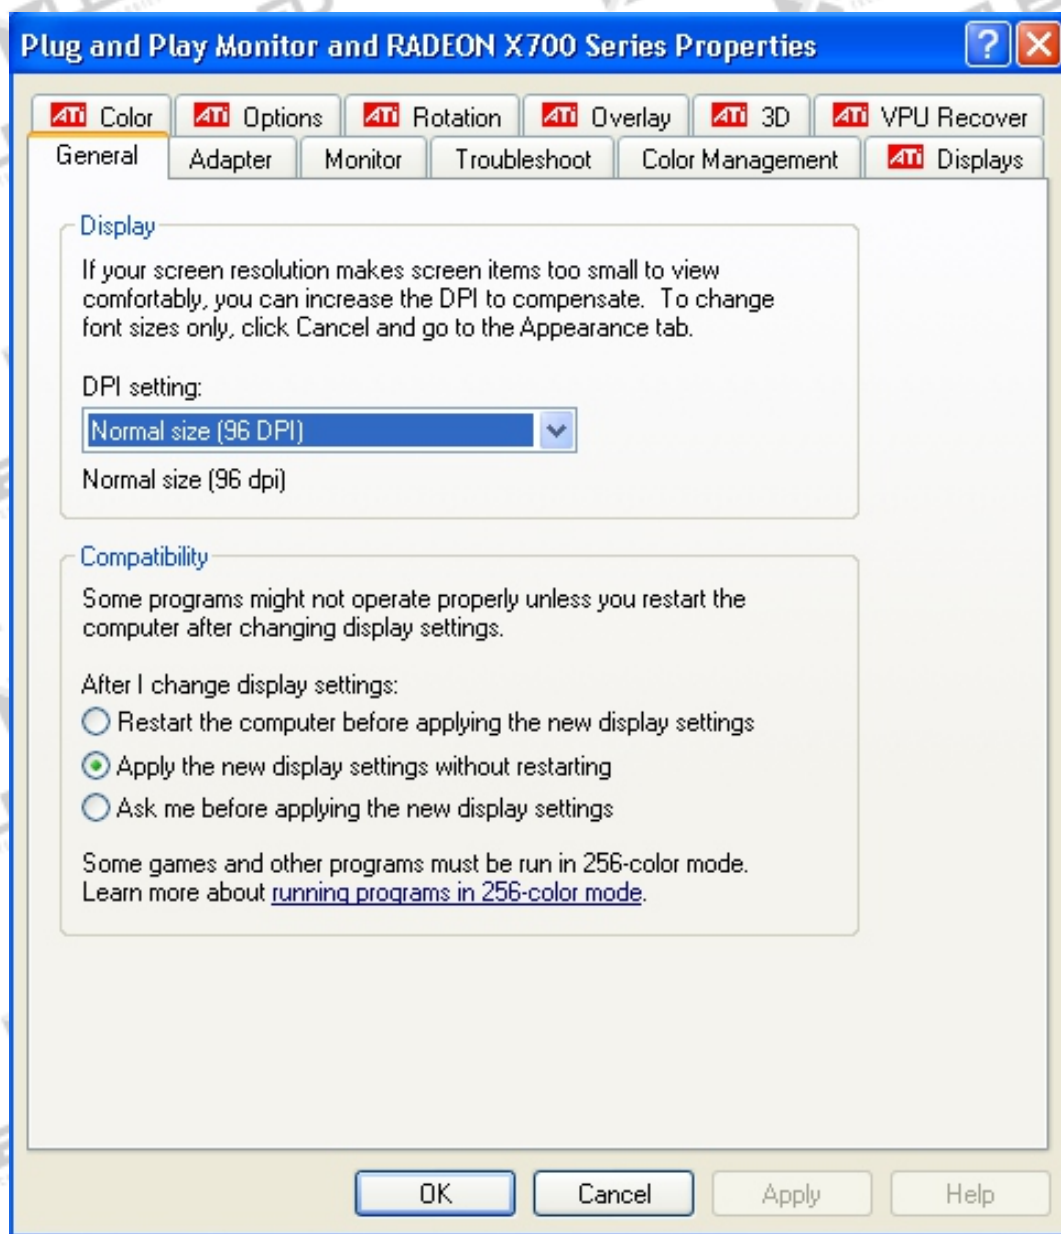 Plug and Play Monitor and RADEON X700 Series Properties
ATI Color ATI Options ATI Rotation ATI Overlay ATI 3D ATI VPU Recover
General Adapter Monitor Troubleshoot Color Management ATI Displays
Display
If your screen resolution makes screen items too small to view
comfortably, you can increase the DPI to compensate. To change
font sizes only, click Cancel and go to the Appearance tab.
DPI setting:
Normal size (96 DPI)
Normal size (96 dpi)
Compatibility
Some programs might not operate properly unless you restart the
computer after changing display settings.
After I change display settings:
Restart the computer before applying the new display settings
Apply the new display settings without restarting
Ask me before applying the new display settings
Some games and other programs must be run in 256-color mode.
Learn more about running programs in 256-color mode.
OK Cancel Apply Help